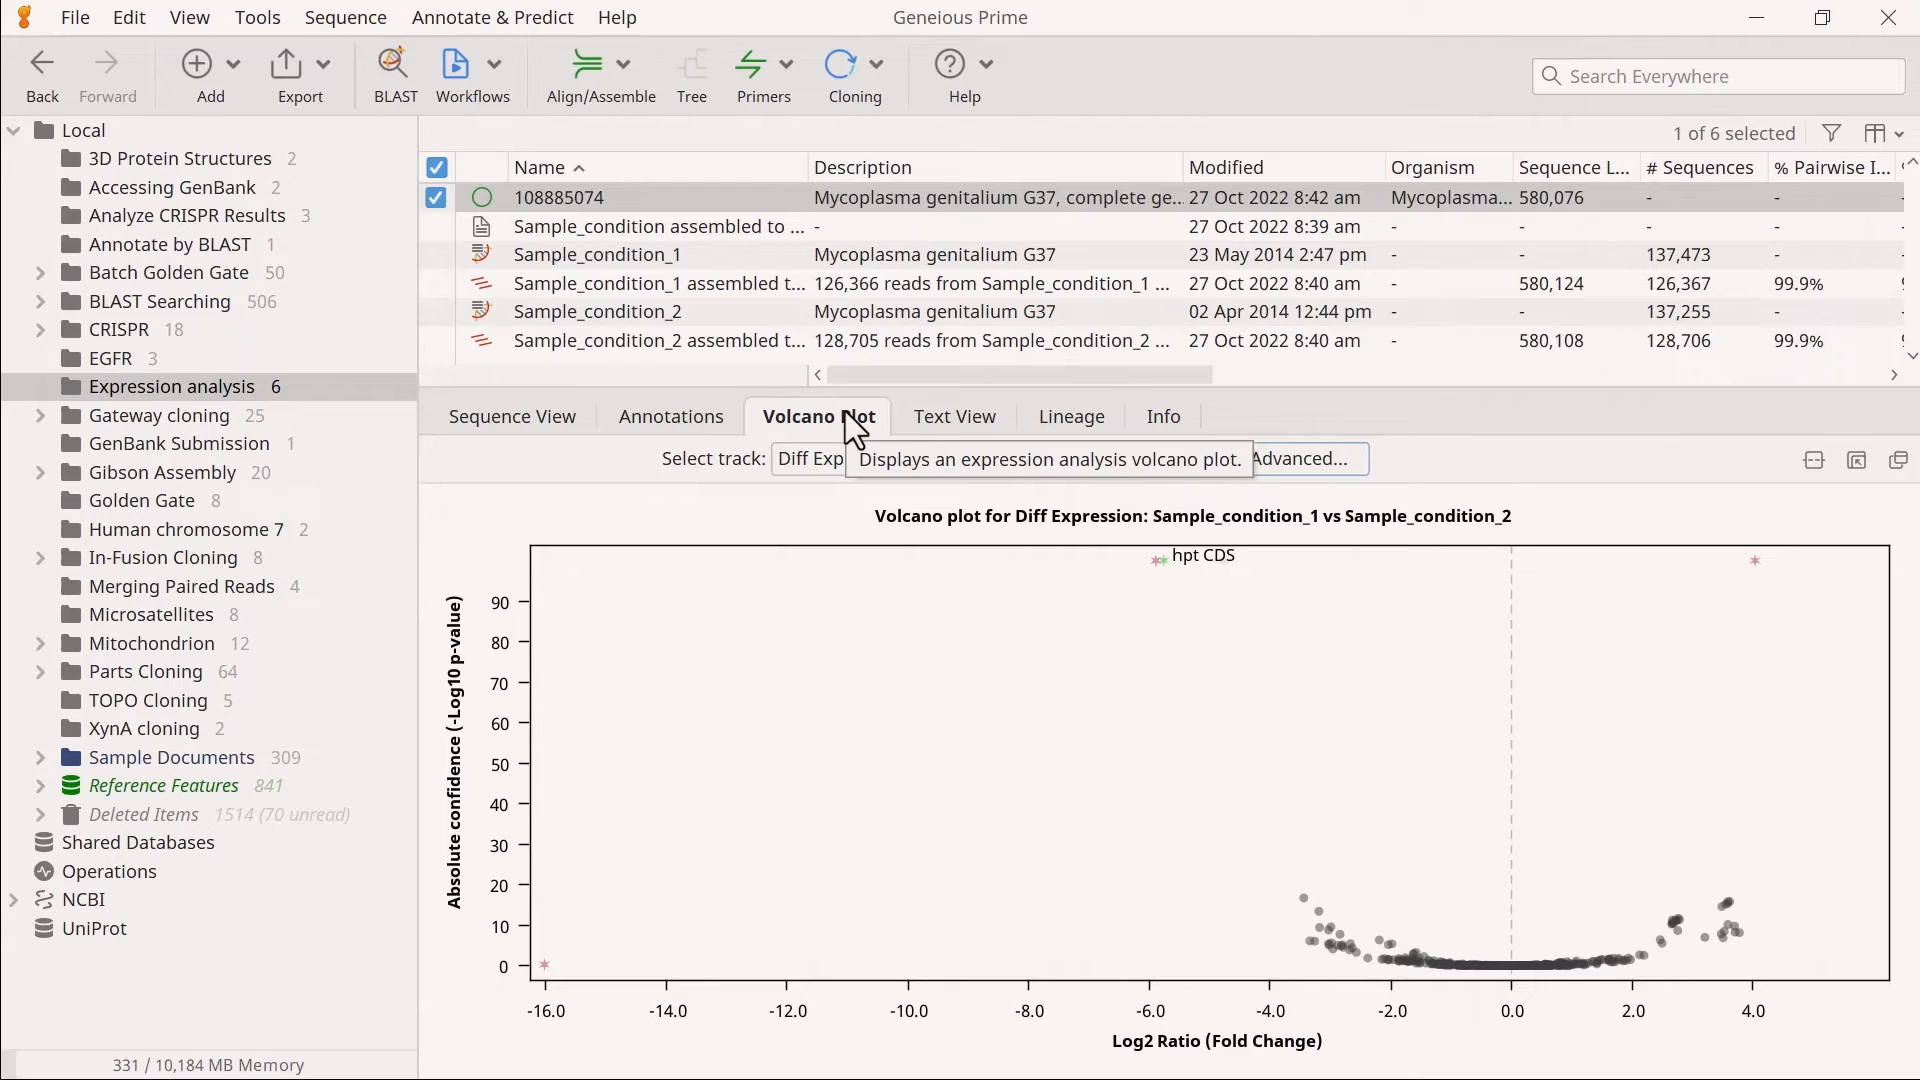 File Edit View Tools Sequence Annotate & Predict Help Geneious Prime
Back Forward Add Export BLAST Workflows Align/Assemble Tree Primers Cloning Help Search Everywhere
Local
3D Protein Structures 2
Accessing GenBank 2
Analyze CRISPR Results 3
Annotate by BLAST 1
Batch Golden Gate 50
BLAST Searching 506
CRISPR 18
EGFR 3
Expression analysis 6
Gateway cloning 25
GenBank Submission 1
Gibson Assembly 20
Golden Gate 8
Human chromosome 7 2
In-Fusion Cloning 8
Merging Paired Reads 4
Microsatellites 8
Mitochondrion 12
Parts Cloning 64
TOPO Cloning 5
XynA cloning 2
Sample Documents 309
Reference Features 841
Deleted Items 1514 (70 unread)
Shared Databases
Operations
NCBI
UniProt
331 / 10,184 MB Memory
1 of 6 selected
Name Description Modified Organism Sequence L... # Sequences % Pairwise I...
108885074 Mycoplasma genitalium G37, complete ge... 27 Oct 2022 8:42 am Mycoplasma... 580,076 - -
Sample_condition assembled to ... - 27 Oct 2022 8:39 am - - - -
Sample_condition_1 Mycoplasma genitalium G37 23 May 2014 2:47 pm - - 137,473 -
Sample_condition_1 assembled t... 126,366 reads from Sample_condition_1 ... 27 Oct 2022 8:40 am - 580,124 126,367 99.9%
Sample_condition_2 Mycoplasma genitalium G37 02 Apr 2014 12:44 pm - - 137,255 -
Sample_condition_2 assembled t... 128,705 reads from Sample_condition_2 ... 27 Oct 2022 8:40 am - 580,108 128,706 99.9%
Sequence View Annotations Volcano Plot Text View Lineage Info
Select track: Diff Exp Displays an expression analysis volcano plot. Advanced...
Volcano plot for Diff Expression: Sample_condition_1 vs Sample_condition_2
hpt CDS
Absolute confidence (-Log10 p-value)
90
80
70
60
50
40
30
20
10
0
-16.0 -14.0 -12.0 -10.0 -8.0 -6.0 -4.0 -2.0 0.0 2.0 4.0
Log2 Ratio (Fold Change)